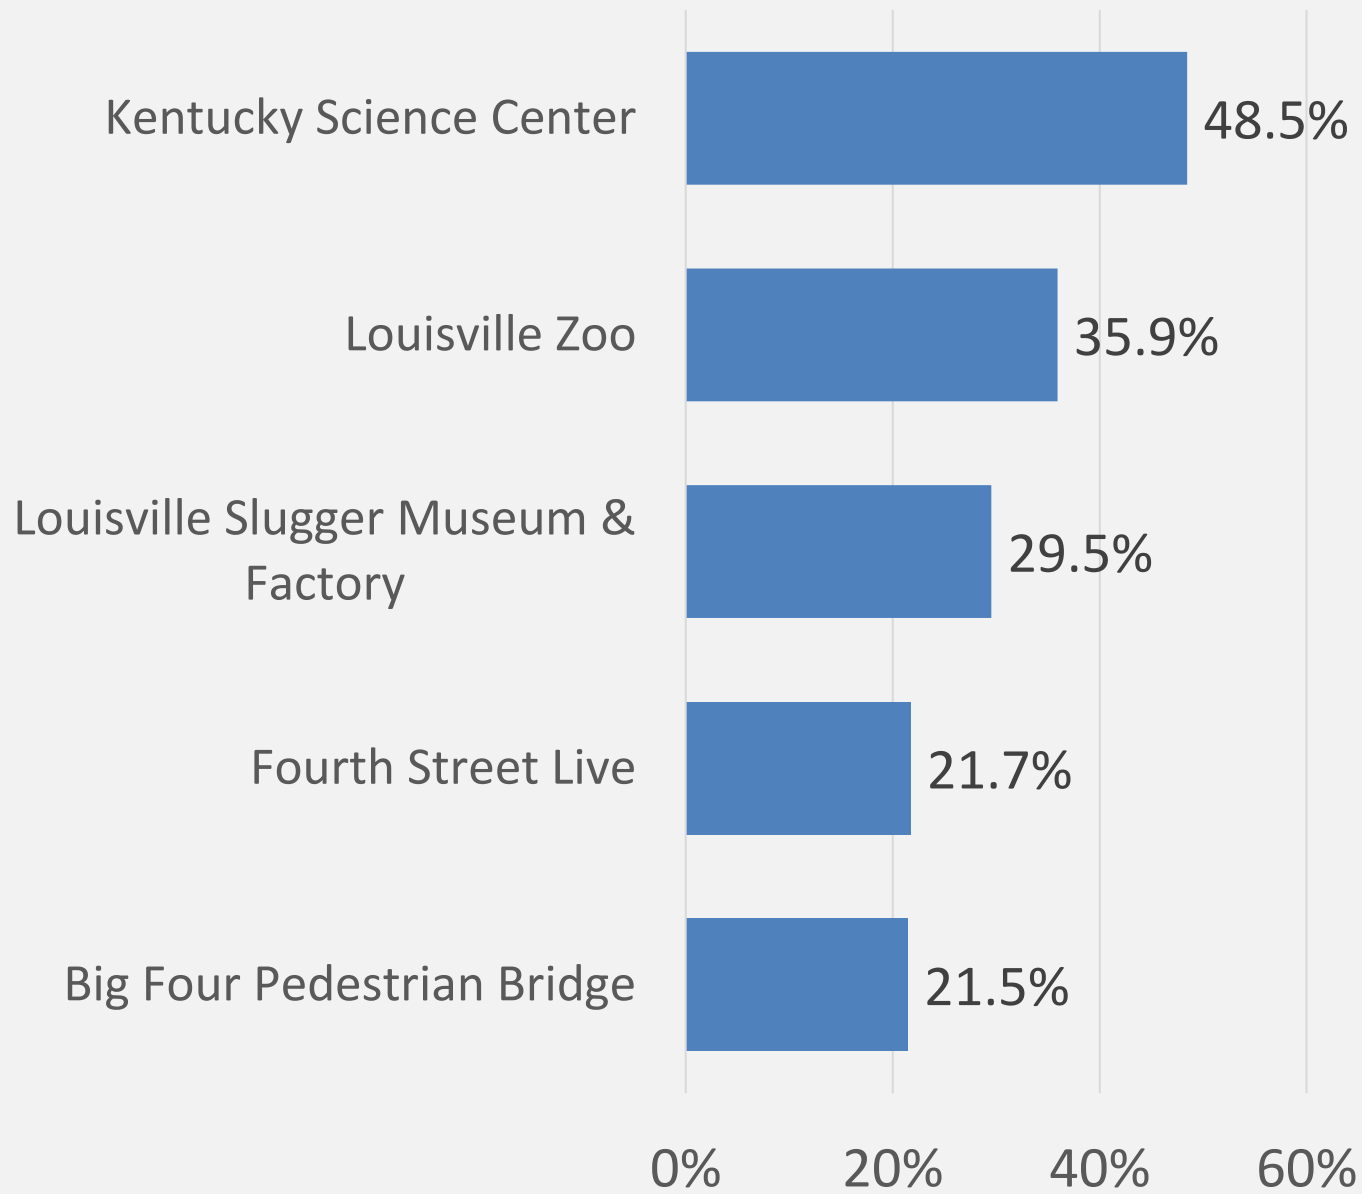 Kentucky Science Center
48.5%
Louisville Zoo
35.9%
Louisville Slugger Museum &
Factory
29.5%
Fourth Street Live
21.7%
Big Four Pedestrian Bridge
21.5%
0% 20% 40% 60%